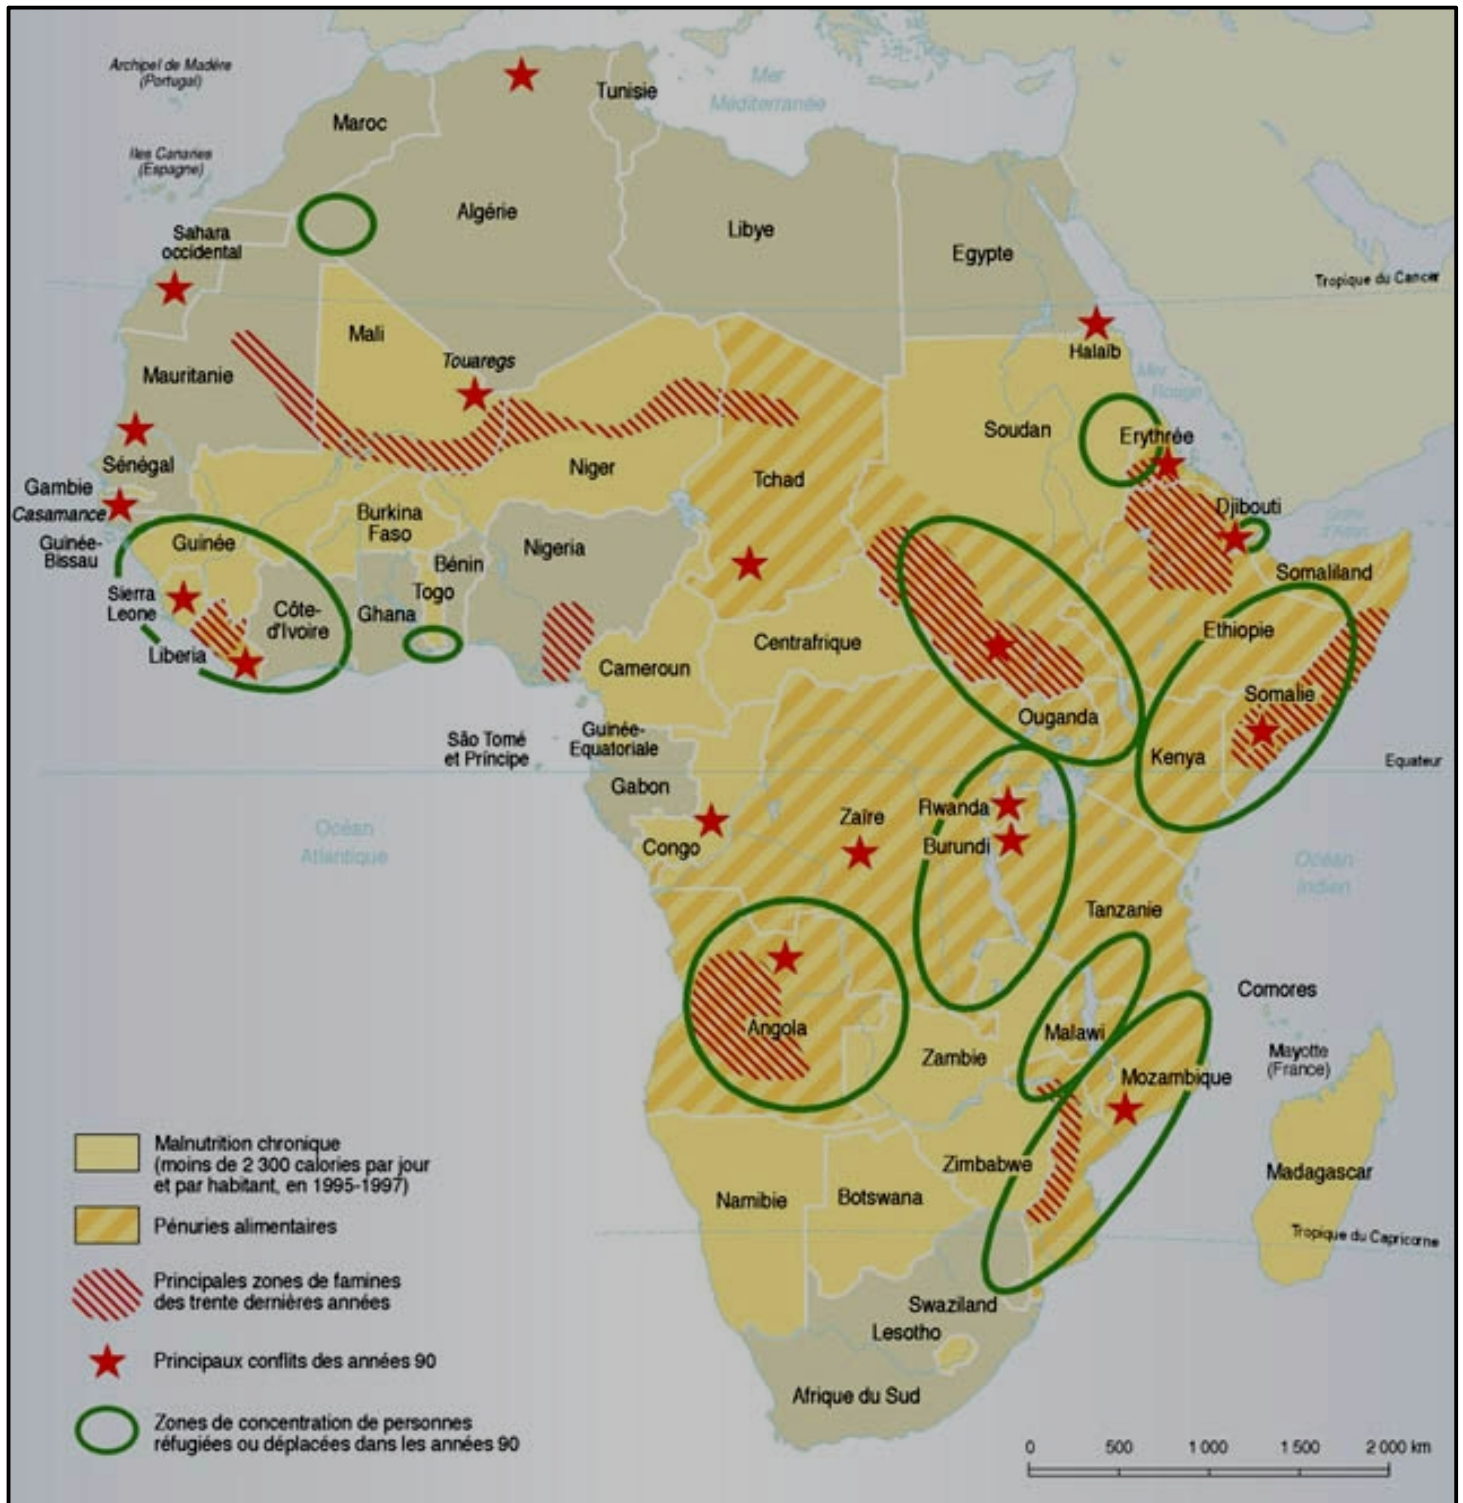 Archipel de Madère
(Portugal)
Mer
Méditerranée
Tunisie
Maroc
Iles Canaries
(Espagne)
Algérie
Libye
Egypte
Sahara
occidental
Tropique du Cancer
Mali
Halaïb
Touaregs
Mauritanie
Mer
Rouge
Soudan
Erythrée
Sénégal
Niger
Tchad
Gambie
Casamance
Djibouti
Burkina
Faso
Guinée-
Bissau
Guinée
Nigeria
Bénin
Somaliland
Sierra
Leone
Togo
Côte-
d'Ivoire
Ghana
Ethiopie
Centrafrique
Liberia
Cameroun
Somalie
Ouganda
São Tomé
et Príncipe
Guinée-
Equatoriale
Kenya
Equateur
Gabon
Rwanda
Zaïre
Océan
Atlantique
Congo
Burundi
Océan
Indien
Tanzanie
Comores
Angola
Malawi
Zambie
Mayotte
(France)
Mozambique
Zimbabwe
Madagascar
Namibie
Botswana
Tropique du Capricorne
Swaziland
Lesotho
Afrique du Sud
Malnutrition chronique
(moins de 2 300 calories par jour
et par habitant, en 1995-1997)
Pénuries alimentaires
Principales zones de famines
des trente dernières années
Principaux conflits des années 90
Zones de concentration de personnes
réfugiées ou déplacées dans les années 90
0 500 1 000 1 500 2 000 km